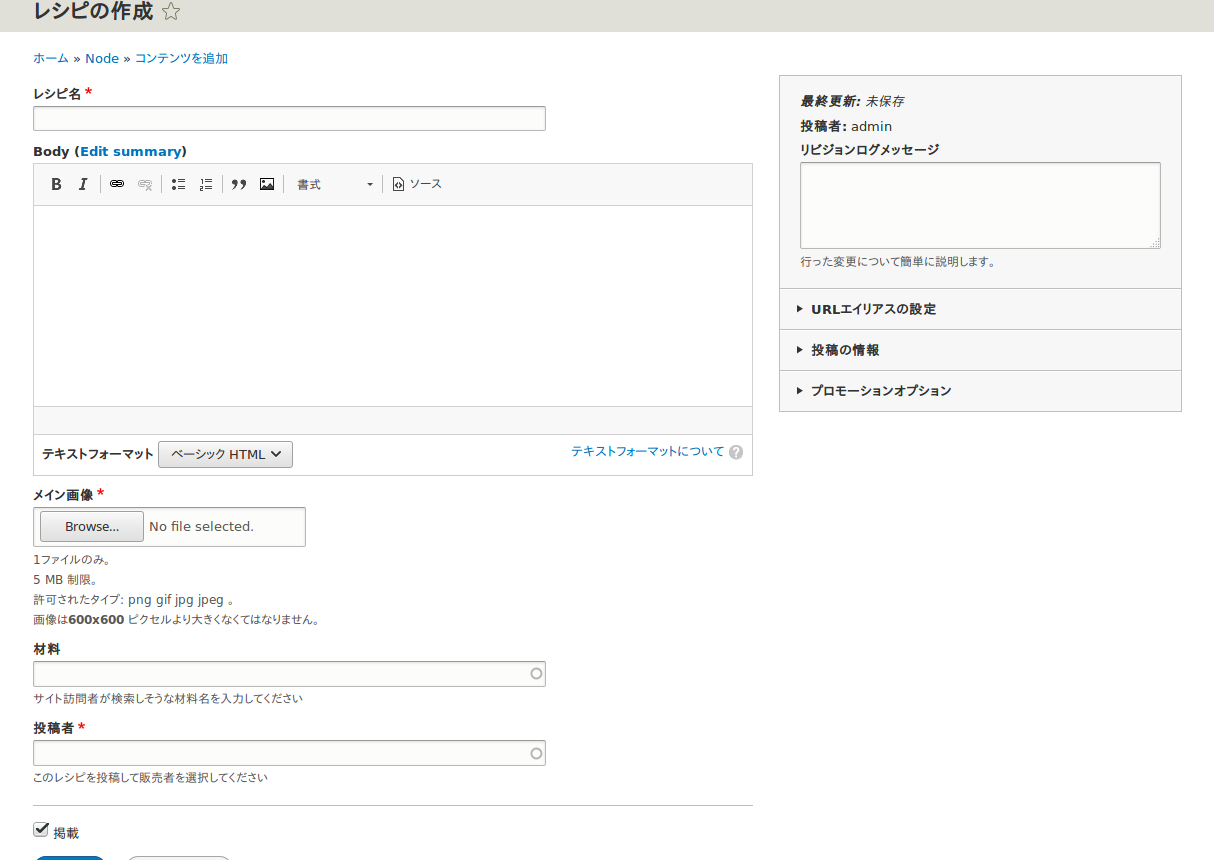 レシピの作成
ホーム » Node » コンテンツを追加
レシピ名 *
Body (Edit summary)
B I 書式 ソース
テキストフォーマット ベーシック HTML テキストフォーマットについて ?
メイン画像 *
Browse... No file selected.
1ファイルのみ。
5 MB 制限。
許可されたタイプ: png gif jpg jpeg 。
画像は600x600 ピクセルより大きくなくてはなりません。
材料
サイト訪問者が検索しそうな材料名を入力してください
投稿者 *
このレシピを投稿して販売者を選択してください
掲載
最終更新: 未保存
投稿者: admin
リビジョンログメッセージ
行った変更について簡単に説明します。
URLエイリアスの設定
投稿の情報
プロモーションオプション